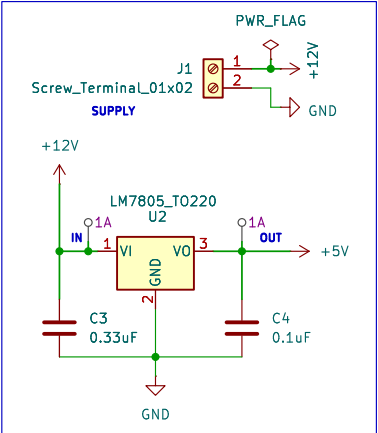 PWR_FLAG
J1
1
+12V
Screw_Terminal_01x02
2
SUPPLY
GND
+12V
LM7805_TO220
U2
1A
1A
IN
OUT
1
VI
VO
3
+5V
GND
2
C3
0.33uF
C4
0.1uF
GND